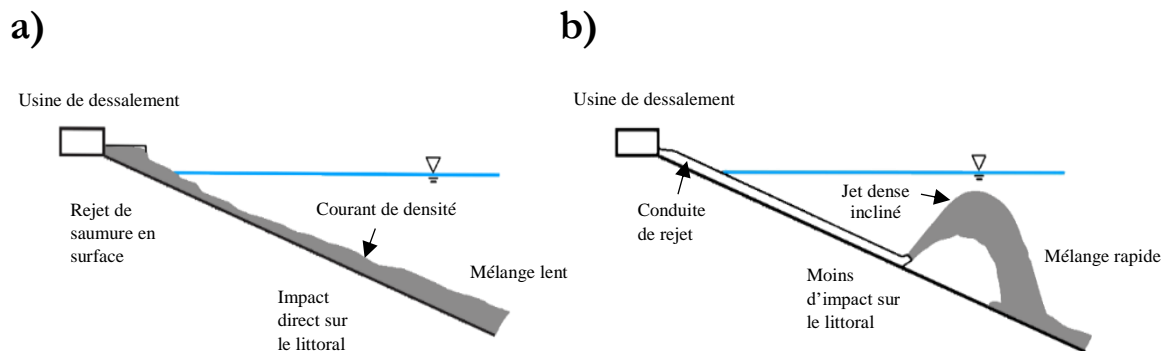 a)
Usine de dessalement
Rejet de
saumure en
surface
Courant de densité
Mélange lent
Impact
direct sur
le littoral
b)
Usine de dessalement
Jet dense
incliné
Conduite
de rejet
Mélange rapide
Moins
d’impact sur
le littoral